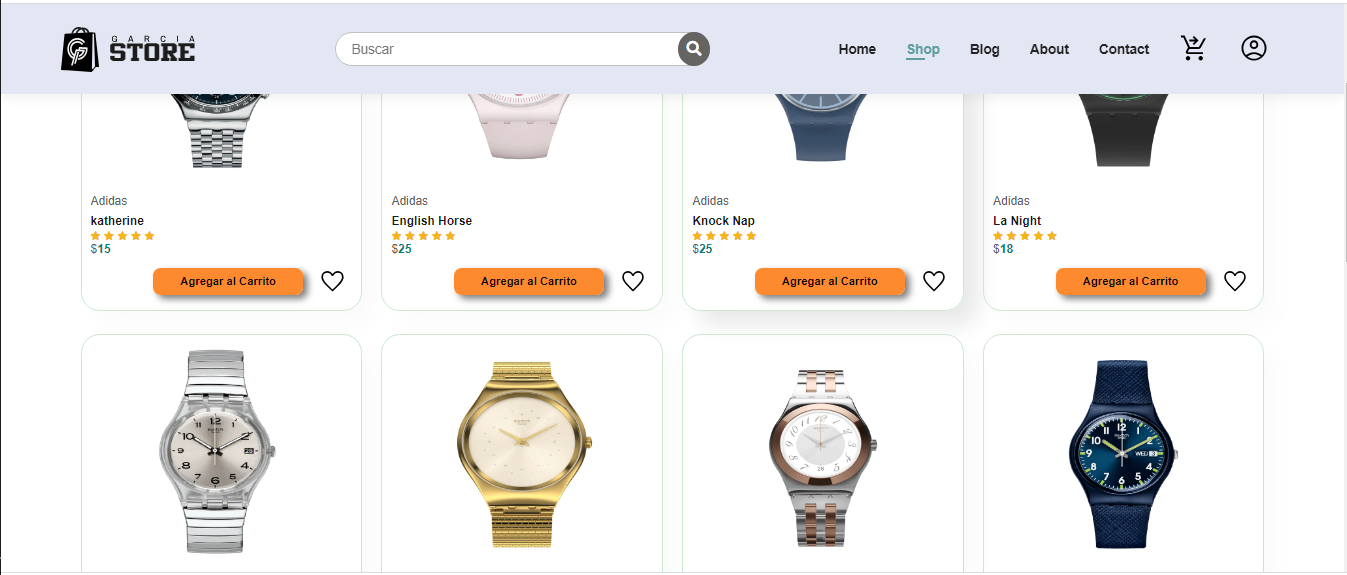 GARCIA
STORE
Buscar
Home Shop Blog About Contact
Adidas
katherine
$15
Agregar al Carrito
Adidas
English Horse
$25
Agregar al Carrito
Adidas
Knock Nap
$25
Agregar al Carrito
Adidas
La Night
$18
Agregar al Carrito